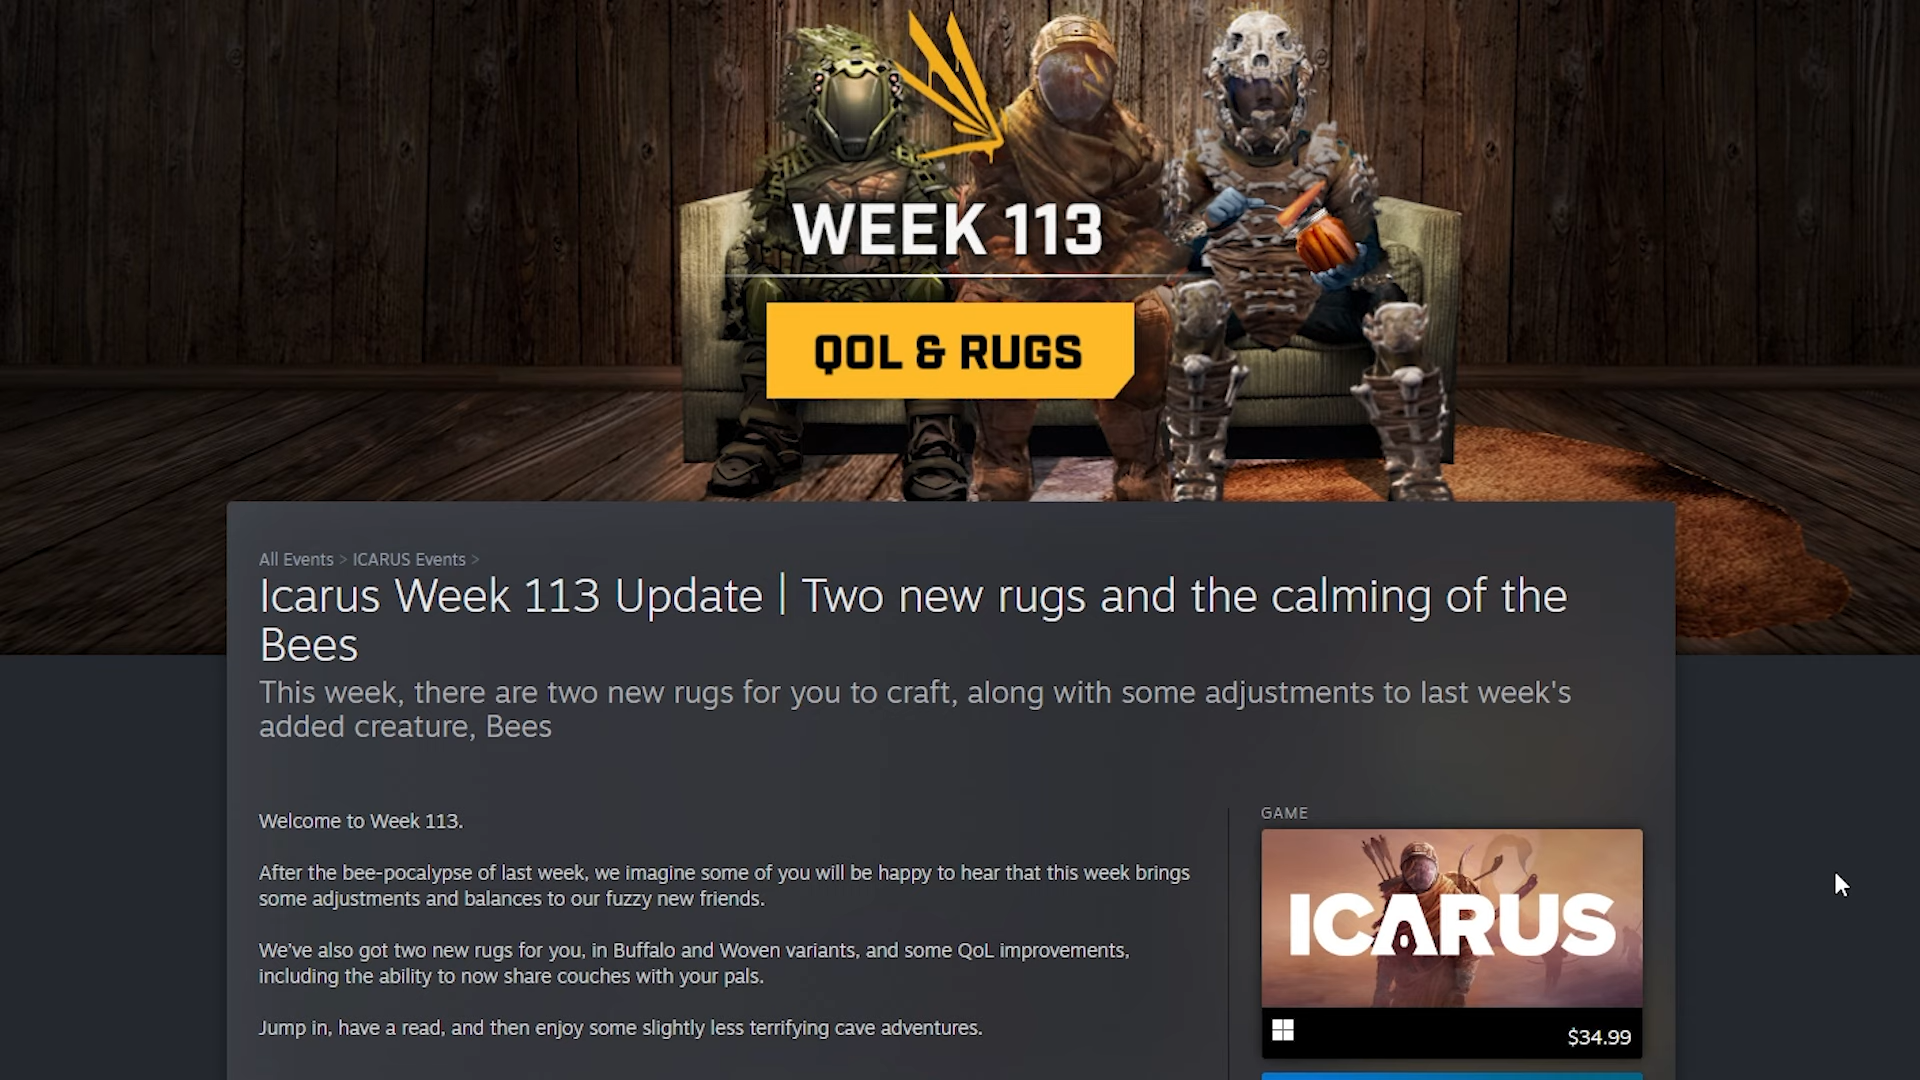 WEEK 113
QOL & RUGS
All Events > ICARUS Events >
Icarus Week 113 Update | Two new rugs and the calming of the
Bees
This week, there are two new rugs for you to craft, along with some adjustments to last week's
added creature, Bees
Welcome to Week 113.
After the bee-pocalypse of last week, we imagine some of you will be happy to hear that this week brings
some adjustments and balances to our fuzzy new friends.
We've also got two new rugs for you, in Buffalo and Woven variants, and some QoL improvements,
including the ability to now share couches with your pals.
Jump in, have a read, and then enjoy some slightly less terrifying cave adventures.
GAME
ICARUS
$34.99